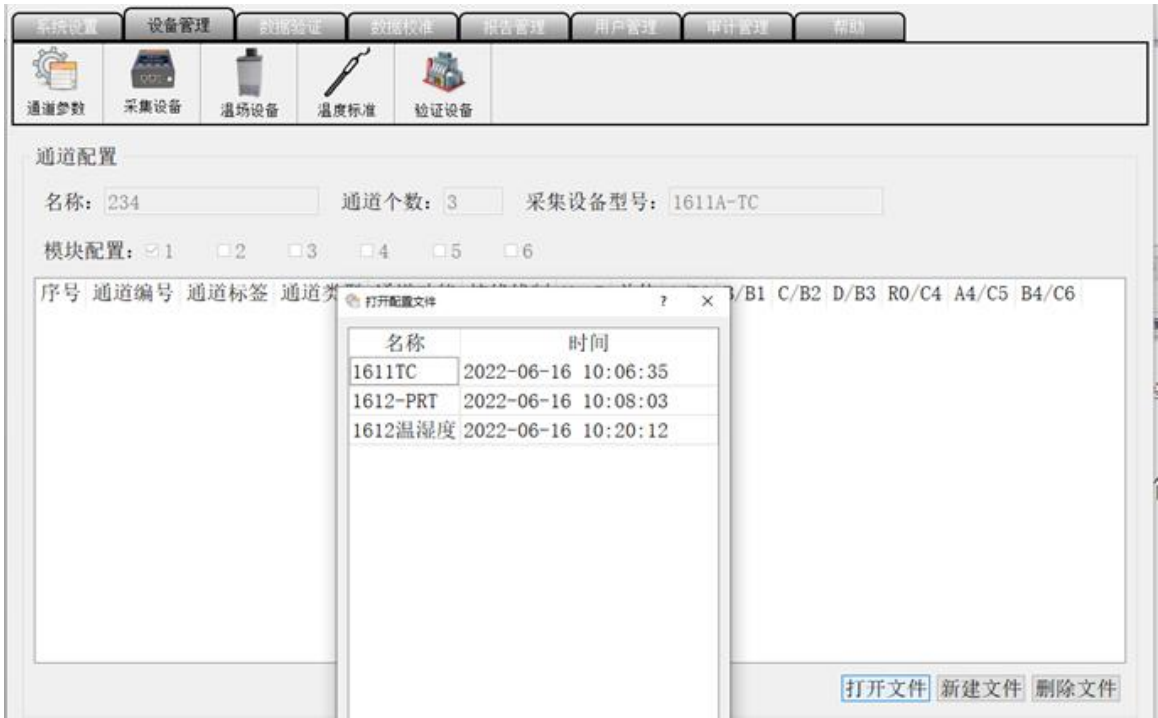 系统设置 设备管理 数据验证 数据校准 报告管理 用户管理 审计管理 帮助
通道参数 采集设备 温场设备 温度标准 验证设备
通道配置
名称: 234 通道个数: 3 采集设备型号: 1611A-TC
模块配置: 1 2 3 4 5 6
序号 通道编号 通道标签 通道类 /B1 C/B2 D/B3 R0/C4 A4/C5 B4/C6
打开配置文件 ? ×
名称 时间
1611TC 2022-06-16 10:06:35
1612-PRT 2022-06-16 10:08:03
1612温湿度 2022-06-16 10:20:12
打开文件 新建文件 删除文件